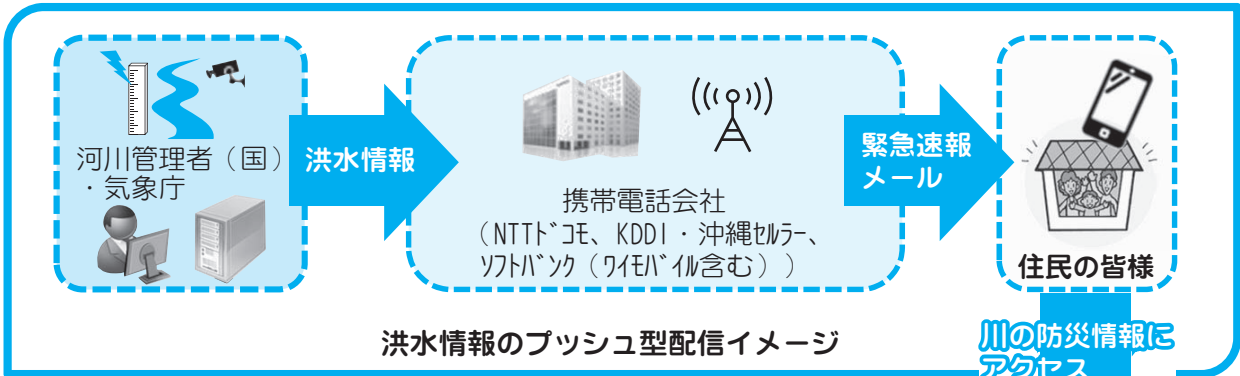 河川管理者（国）
・気象庁
洪水情報
携帯電話会社
（NTTﾄﾞｺﾓ、KDDI・沖縄ｾﾙﾗｰ、
ｿﾌﾄﾊﾞﾝｸ（ﾜｲﾓﾊﾞｲﾙ含む））
緊急速報
メール
住民の皆様
洪水情報のプッシュ型配信イメージ
川の防災情報に
アクセス